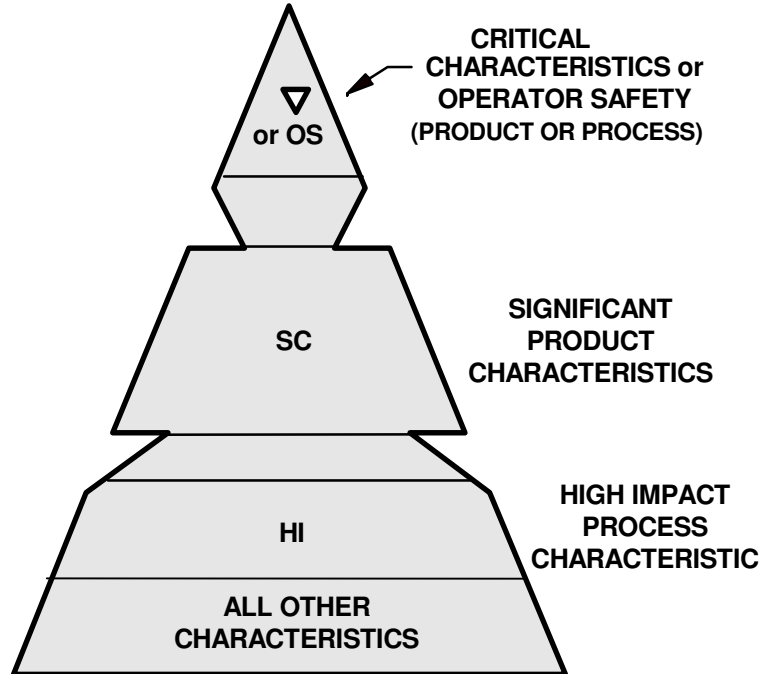 CRITICAL
CHARACTERISTICS or
OPERATOR SAFETY
(PRODUCT OR PROCESS)
or OS
SC
SIGNIFICANT
PRODUCT
CHARACTERISTICS
HI
HIGH IMPACT
PROCESS
CHARACTERISTIC
ALL OTHER
CHARACTERISTICS